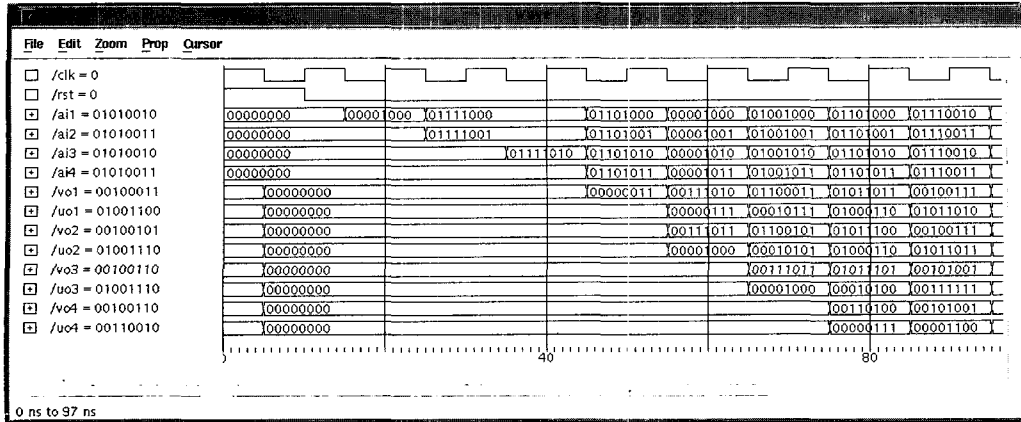 File Edit Zoom Prop Cursor
/clk = 0
/rst = 0
/ai1 = 01010010 00000000 00001000 01111000 01101000 00001000 01001000 01101000 01110010
/ai2 = 01010011 00000000 01111001 01101001 00001001 01001001 01101001 01110011
/ai3 = 01010010 00000000 01111010 01101010 00001010 01001010 01101010 01110010
/ai4 = 01010011 00000000 01101011 00001011 01001011 01101011 01110011
/vo1 = 00100011 00000000 00000011 00111010 01100011 01011011 00100111
/uo1 = 01001100 00000000 00000111 00010111 01000110 01011010
/vo2 = 00100101 00000000 00111011 01100101 01011100 00100111
/uo2 = 01001110 00000000 00001000 00010101 01000110 01011011
/vo3 = 00100110 00000000 00111011 01011101 00101001
/uo3 = 01001110 00000000 00001000 00010100 00111111
/vo4 = 00100110 00000000 00110100 00101001
/uo4 = 00110010 00000000 00000111 00001100
40 80
0 ns to 97 ns